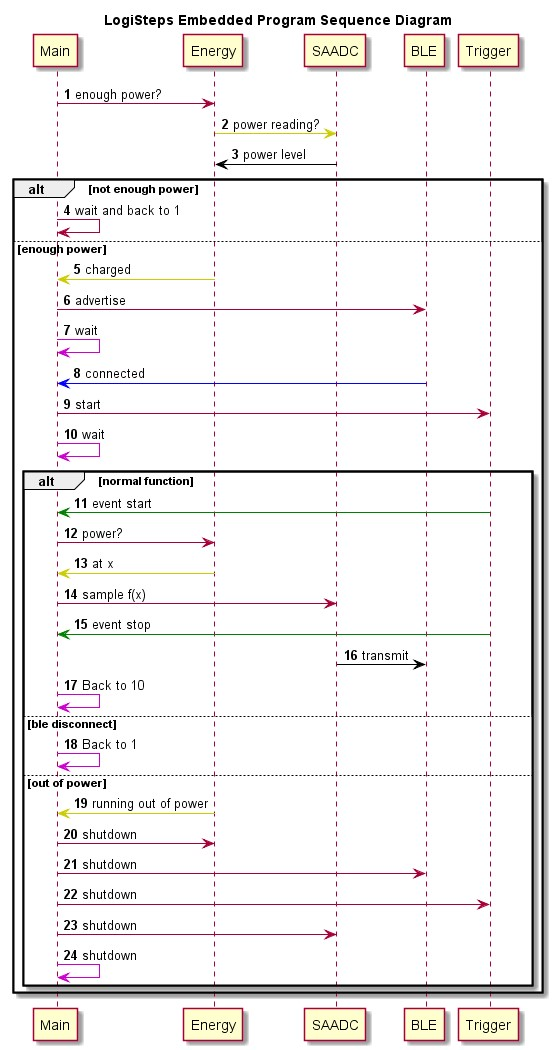 LogiSteps Embedded Program Sequence Diagram
Main Energy SAADC BLE Trigger
1 enough power?
2 power reading?
3 power level
alt [not enough power]
4 wait and back to 1
[enough power]
5 charged
6 advertise
7 wait
8 connected
9 start
10 wait
alt [normal function]
11 event start
12 power?
13 at x
14 sample f(x)
15 event stop
16 transmit
17 Back to 10
[ble disconnect]
18 Back to 1
[out of power]
19 running out of power
20 shutdown
21 shutdown
22 shutdown
23 shutdown
24 shutdown
Main Energy SAADC BLE Trigger